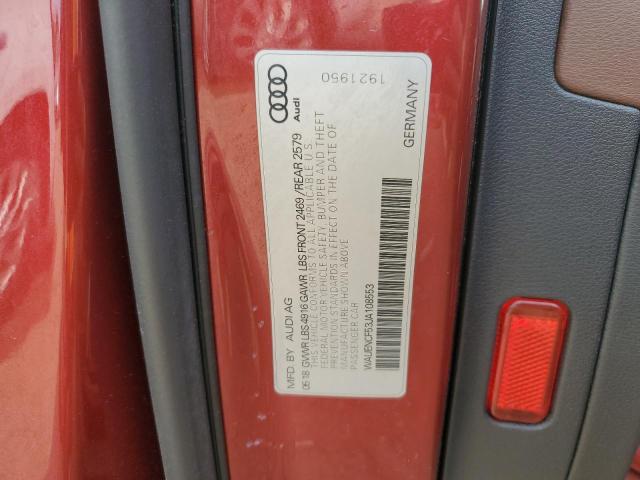 MFD. BY AUDI AG
05.18 GWWR LBS 4916 GAWR LBS FRONT 2469 / REAR 2579
THIS VEHICLE CONFORMS TO ALL APPLICABLE U.S.
FEDERAL MOTOR VEHICLE SAFETY, BUMPER AND THEFT
PREVENTION STANDARDS IN EFFECT ON THE DATE OF
MANUFACTURE SHOWN ABOVE
PASSENGER CAR
WAUENCF53JA108553
GERMANY
Audi
1921950